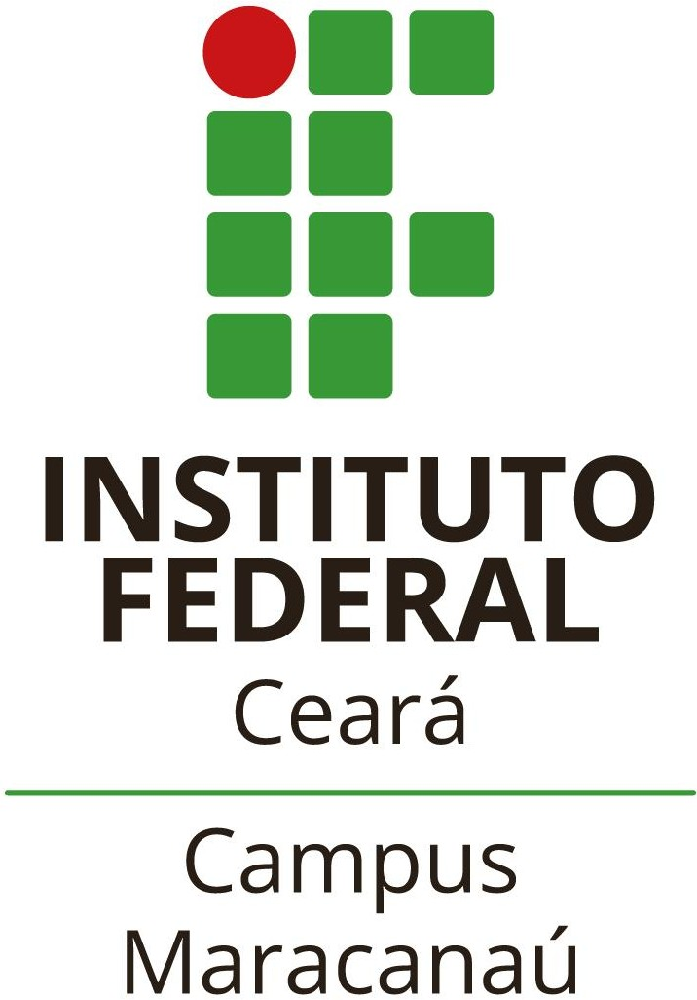 INSTITUTO
FEDERAL
Ceará
Campus
Maracanaú